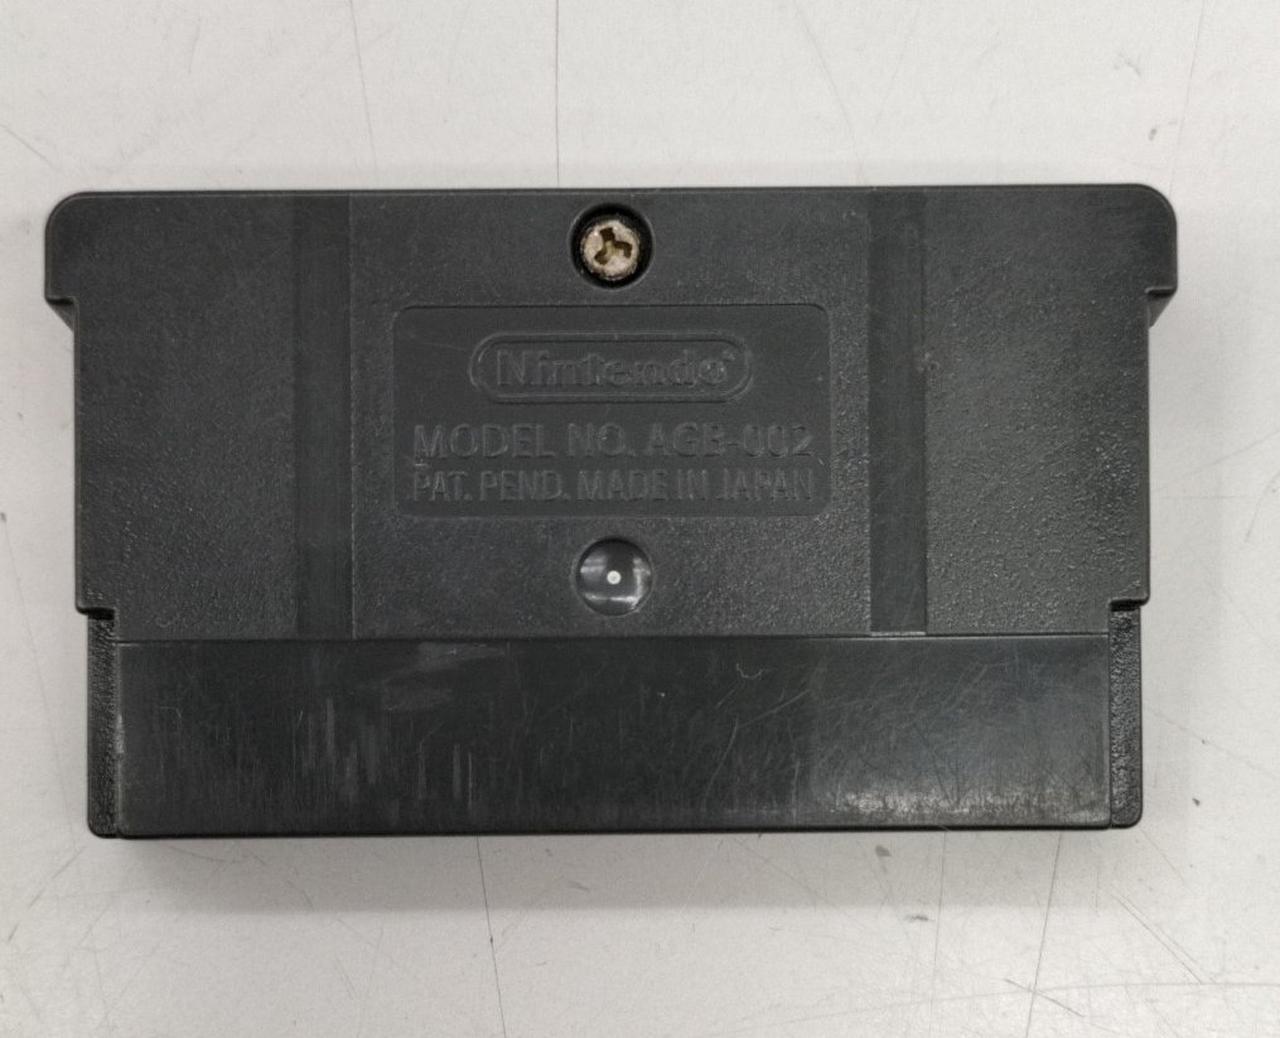 Nintendo®
MODEL NO. AGB-002
PAT. PEND. MADE IN JAPAN